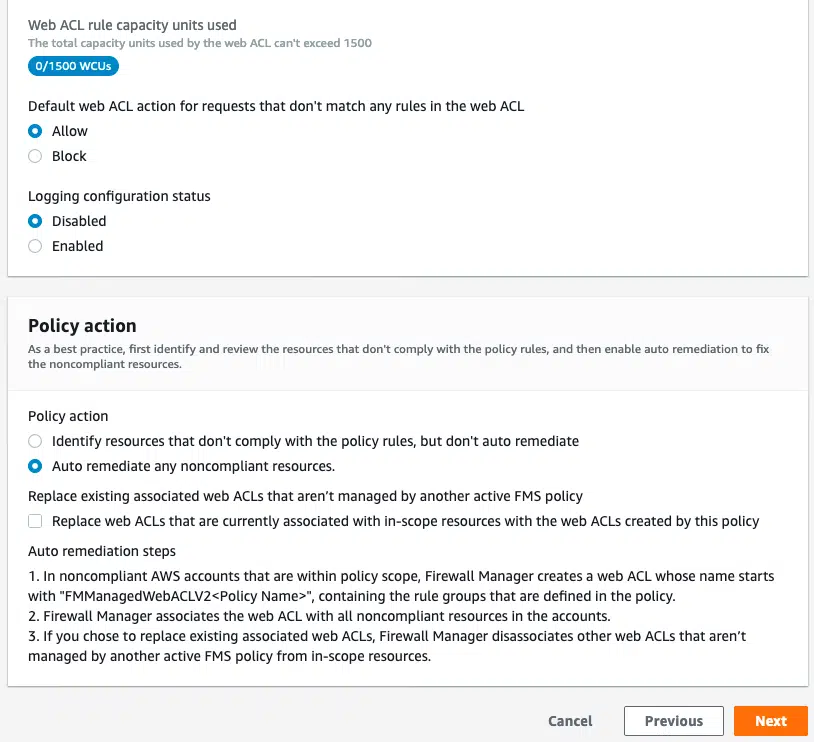 Web ACL rule capacity units used
The total capacity units used by the web ACL can't exceed 1500
0/1500 WCUs
Default web ACL action for requests that don't match any rules in the web ACL
Allow
Block
Logging configuration status
Disabled
Enabled
Policy action
As a best practice, first identify and review the resources that don't comply with the policy rules, and then enable auto remediation to fix
the noncompliant resources.
Policy action
Identify resources that don't comply with the policy rules, but don't auto remediate
Auto remediate any noncompliant resources.
Replace existing associated web ACLs that aren’t managed by another active FMS policy
Replace web ACLs that are currently associated with in-scope resources with the web ACLs created by this policy
Auto remediation steps
1. In noncompliant AWS accounts that are within policy scope, Firewall Manager creates a web ACL whose name starts
with "FMManagedWebACLV2<Policy Name>", containing the rule groups that are defined in the policy.
2. Firewall Manager associates the web ACL with all noncompliant resources in the accounts.
3. If you chose to replace existing associated web ACLs, Firewall Manager disassociates other web ACLs that aren’t
managed by another active FMS policy from in-scope resources.
Cancel Previous Next